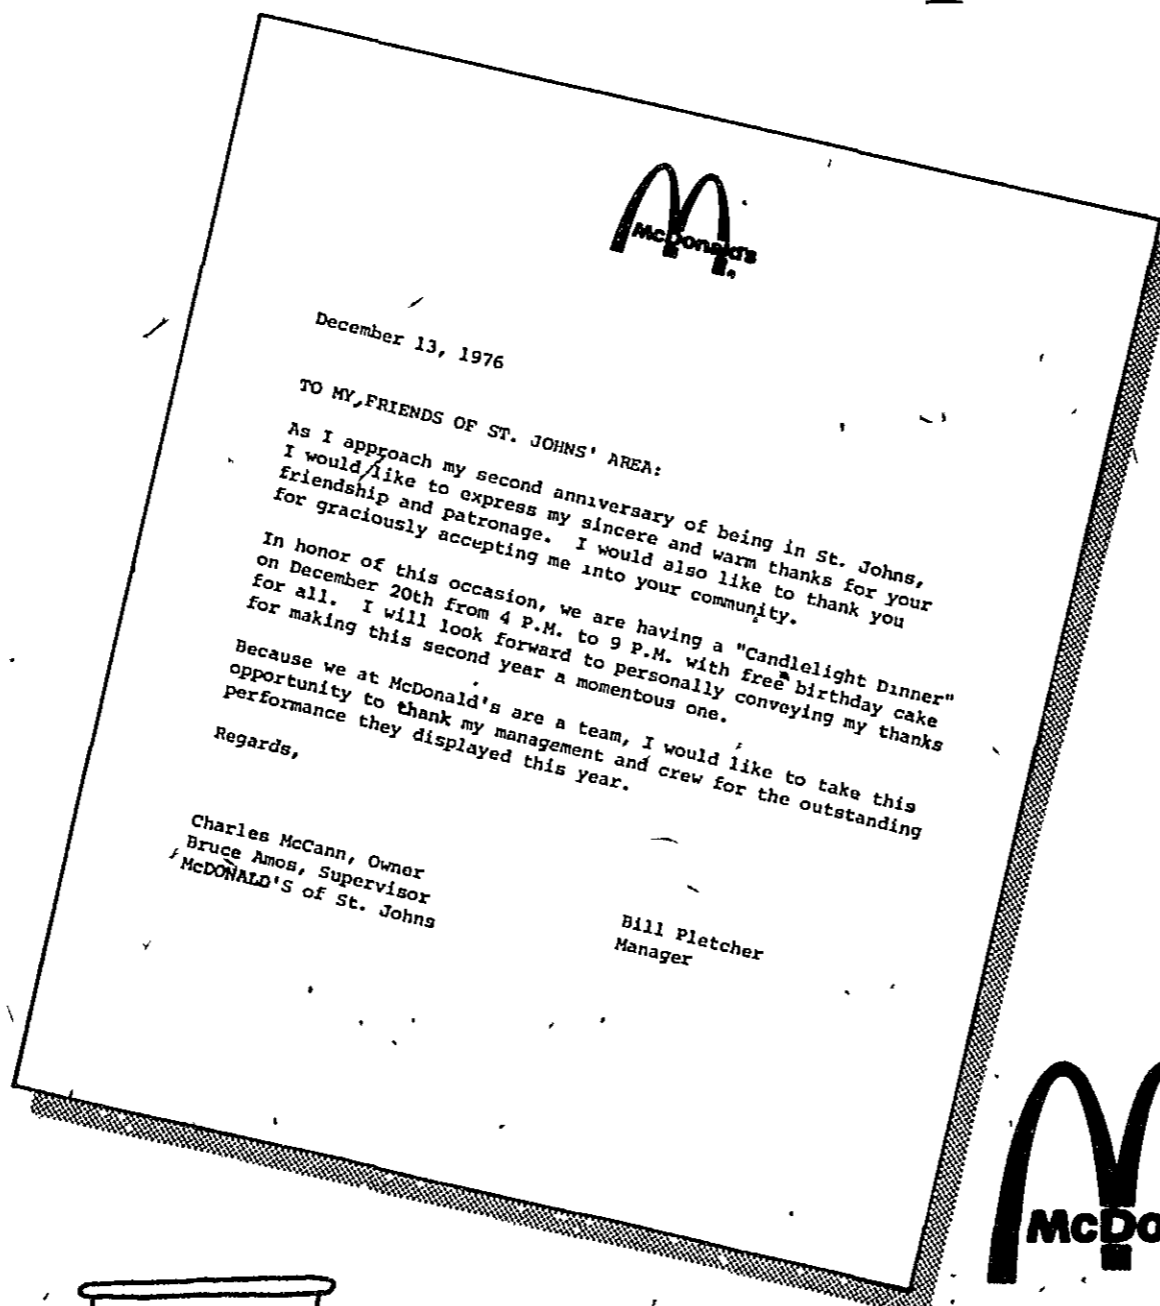 McDonald's
December 13, 1976
TO MY FRIENDS OF ST. JOHNS' AREA:
As I approach my second anniversary of being in St. Johns,
I would like to express my sincere and warm thanks for your
friendship and patronage. I would also like to thank you
for graciously accepting me into your community.
In honor of this occasion, we are having a "Candlelight Dinner"
on December 20th from 4 P.M. to 9 P.M. with free birthday cake
for all. I will look forward to personally conveying my thanks
for making this second year a momentous one.
Because we at McDonald's are a team, I would like to take this
opportunity to thank my management and crew for the outstanding
performance they displayed this year.
Regards,
Charles McCann, Owner
Bruce Amos, Supervisor
McDONALD'S of St. Johns
Bill Pletcher
Manager
McDo